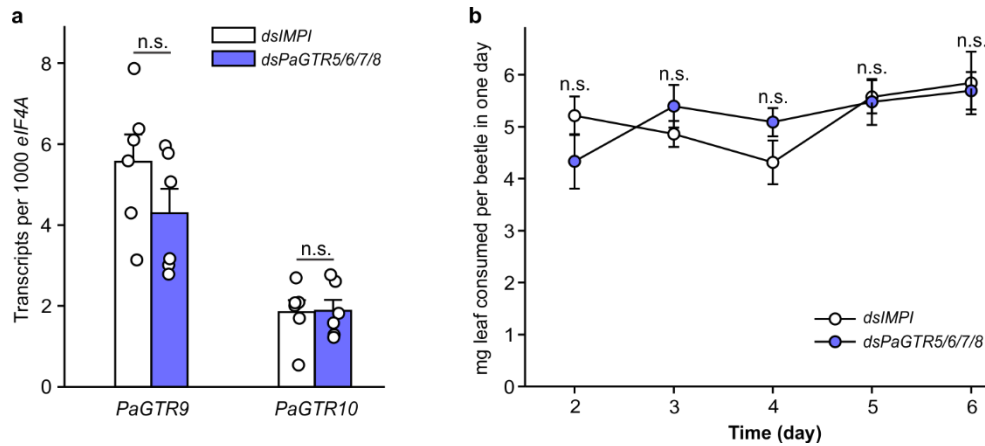 a
dsIMPI
dsPaGTR5/6/7/8
n.s.
n.s.
8
6
4
2
0
Transcripts per 1000 eIF4A
PaGTR9
PaGTR10
b
n.s.
n.s.
n.s.
n.s.
n.s.
6
5
4
3
2
1
0
mg leaf consumed per beetle in one day
dsIMPI
dsPaGTR5/6/7/8
2
3
4
5
6
Time (day)